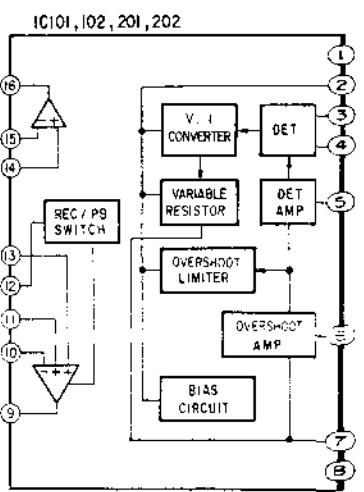 IC101,102,201,202
1
16
2
3
V. I
CONVERTER
DET
15
4
14
VARIABLE
RESISTOR
DET
AMP
5
REC/PB
SWITCH
13
OVERSHOOT
LIMITER
12
11
OVERSHOOT
AMP
10
BIAS
CIRCUIT
9
7
8